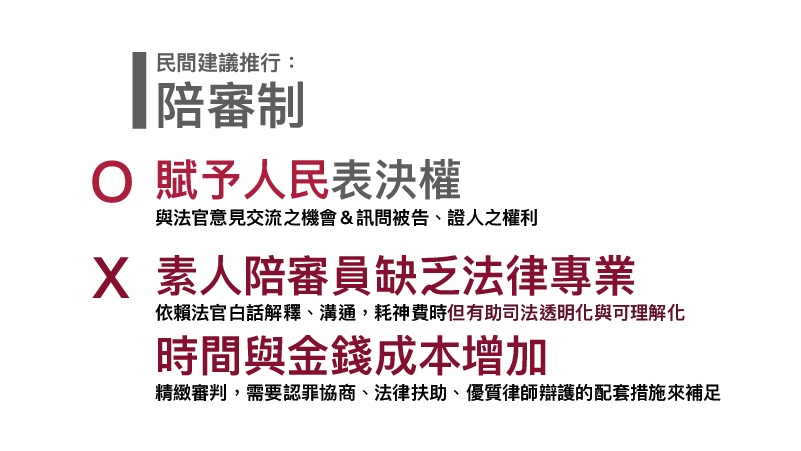 民間建議推行：
陪審制
O 賦予人民表決權
與法官意見交流之機會＆訊問被告、證人之權利
X 素人陪審員缺乏法律專業
依賴法官白話解釋、溝通，耗神費時但有助司法透明化與可理解化
時間與金錢成本增加
精緻審判，需要認罪協商、法律扶助、優質律師辯護的配套措施來補足